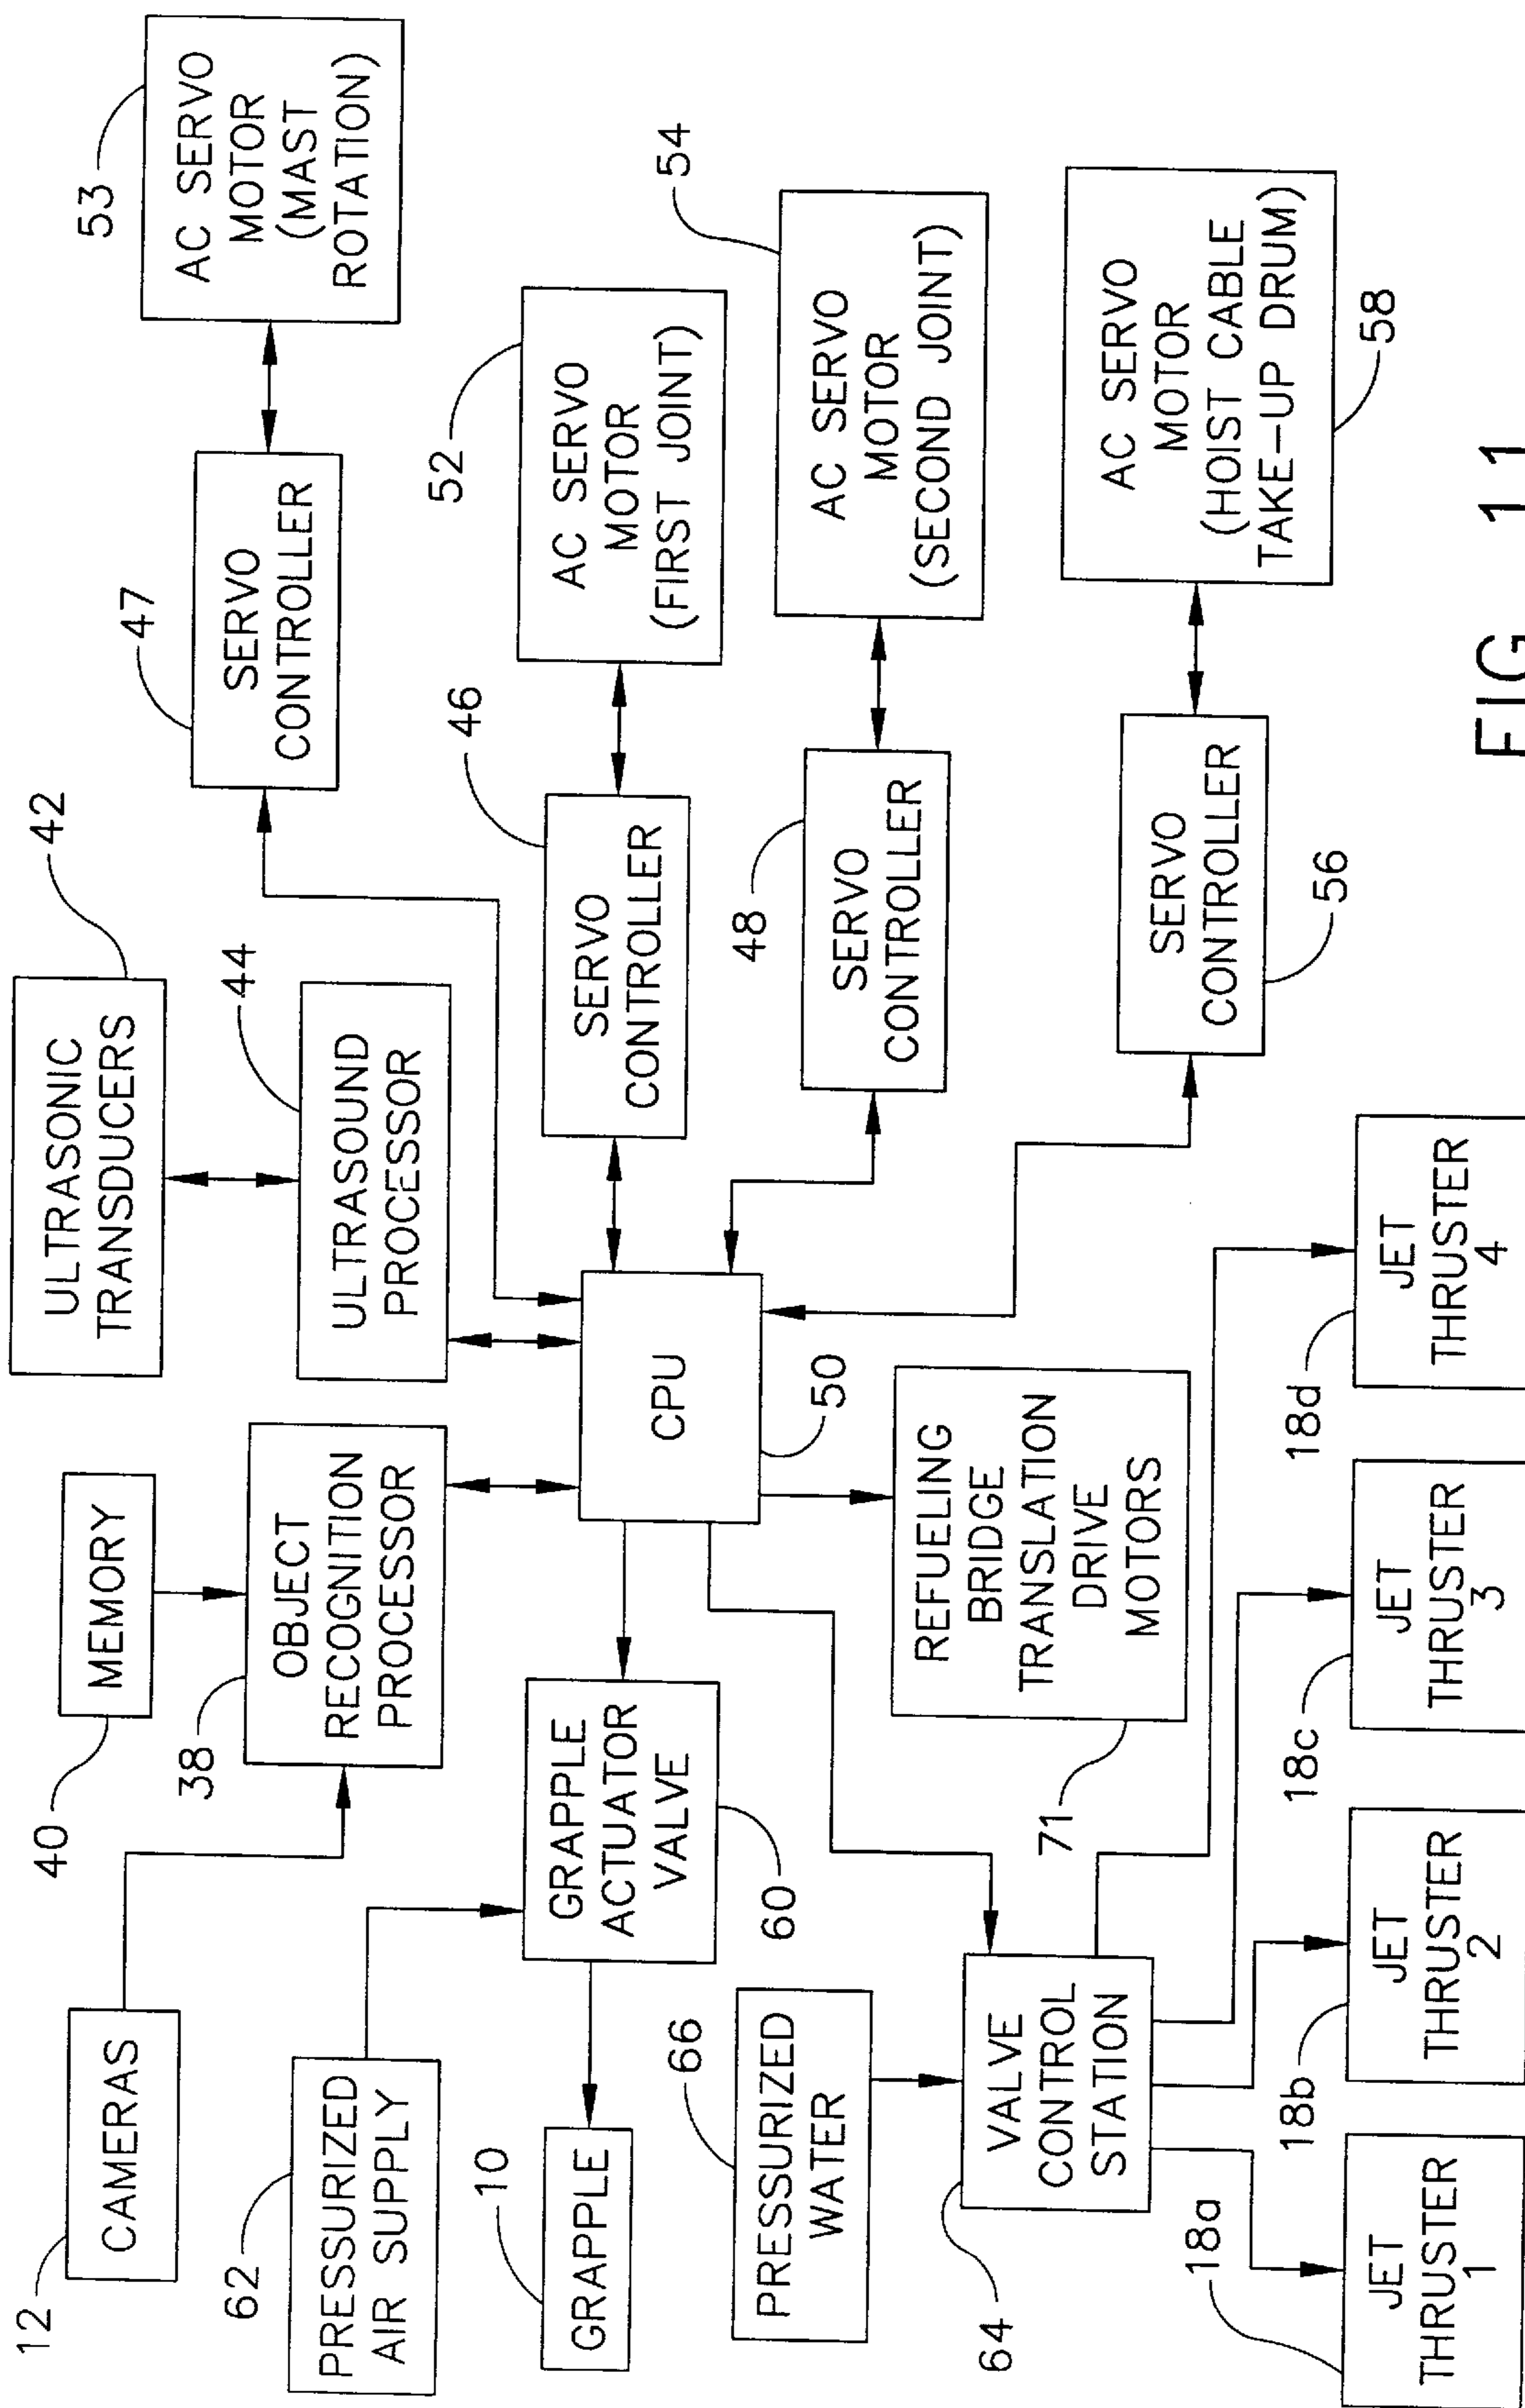 12
CAMERAS
40
MEMORY
38
OBJECT
RECOGNITION
PROCESSOR
ULTRASONIC
TRANSDUCERS
42
44
ULTRASOUND
PROCESSOR
47
SERVO
CONTROLLER
53
AC SERVO
MOTOR
(MAST
ROTATION)
62
PRESSURIZED
AIR SUPPLY
10
GRAPPLE
GRAPPLE
ACTUATOR
VALVE
60
CPU
50
46
SERVO
CONTROLLER
52
AC SERVO
MOTOR
(FIRST JOINT)
48
SERVO
CONTROLLER
54
AC SERVO
MOTOR
(SECOND JOINT)
66
PRESSURIZED
WATER
64
VALVE
CONTROL
STATION
71
REFUELING
BRIDGE
TRANSLATION
DRIVE
MOTORS
SERVO
CONTROLLER
56
AC SERVO
MOTOR
(HOIST CABLE
TAKE-UP DRUM)
58
18a
JET
THRUSTER
1
18b
JET
THRUSTER
2
18c
JET
THRUSTER
3
18d
JET
THRUSTER
4
FIG 11